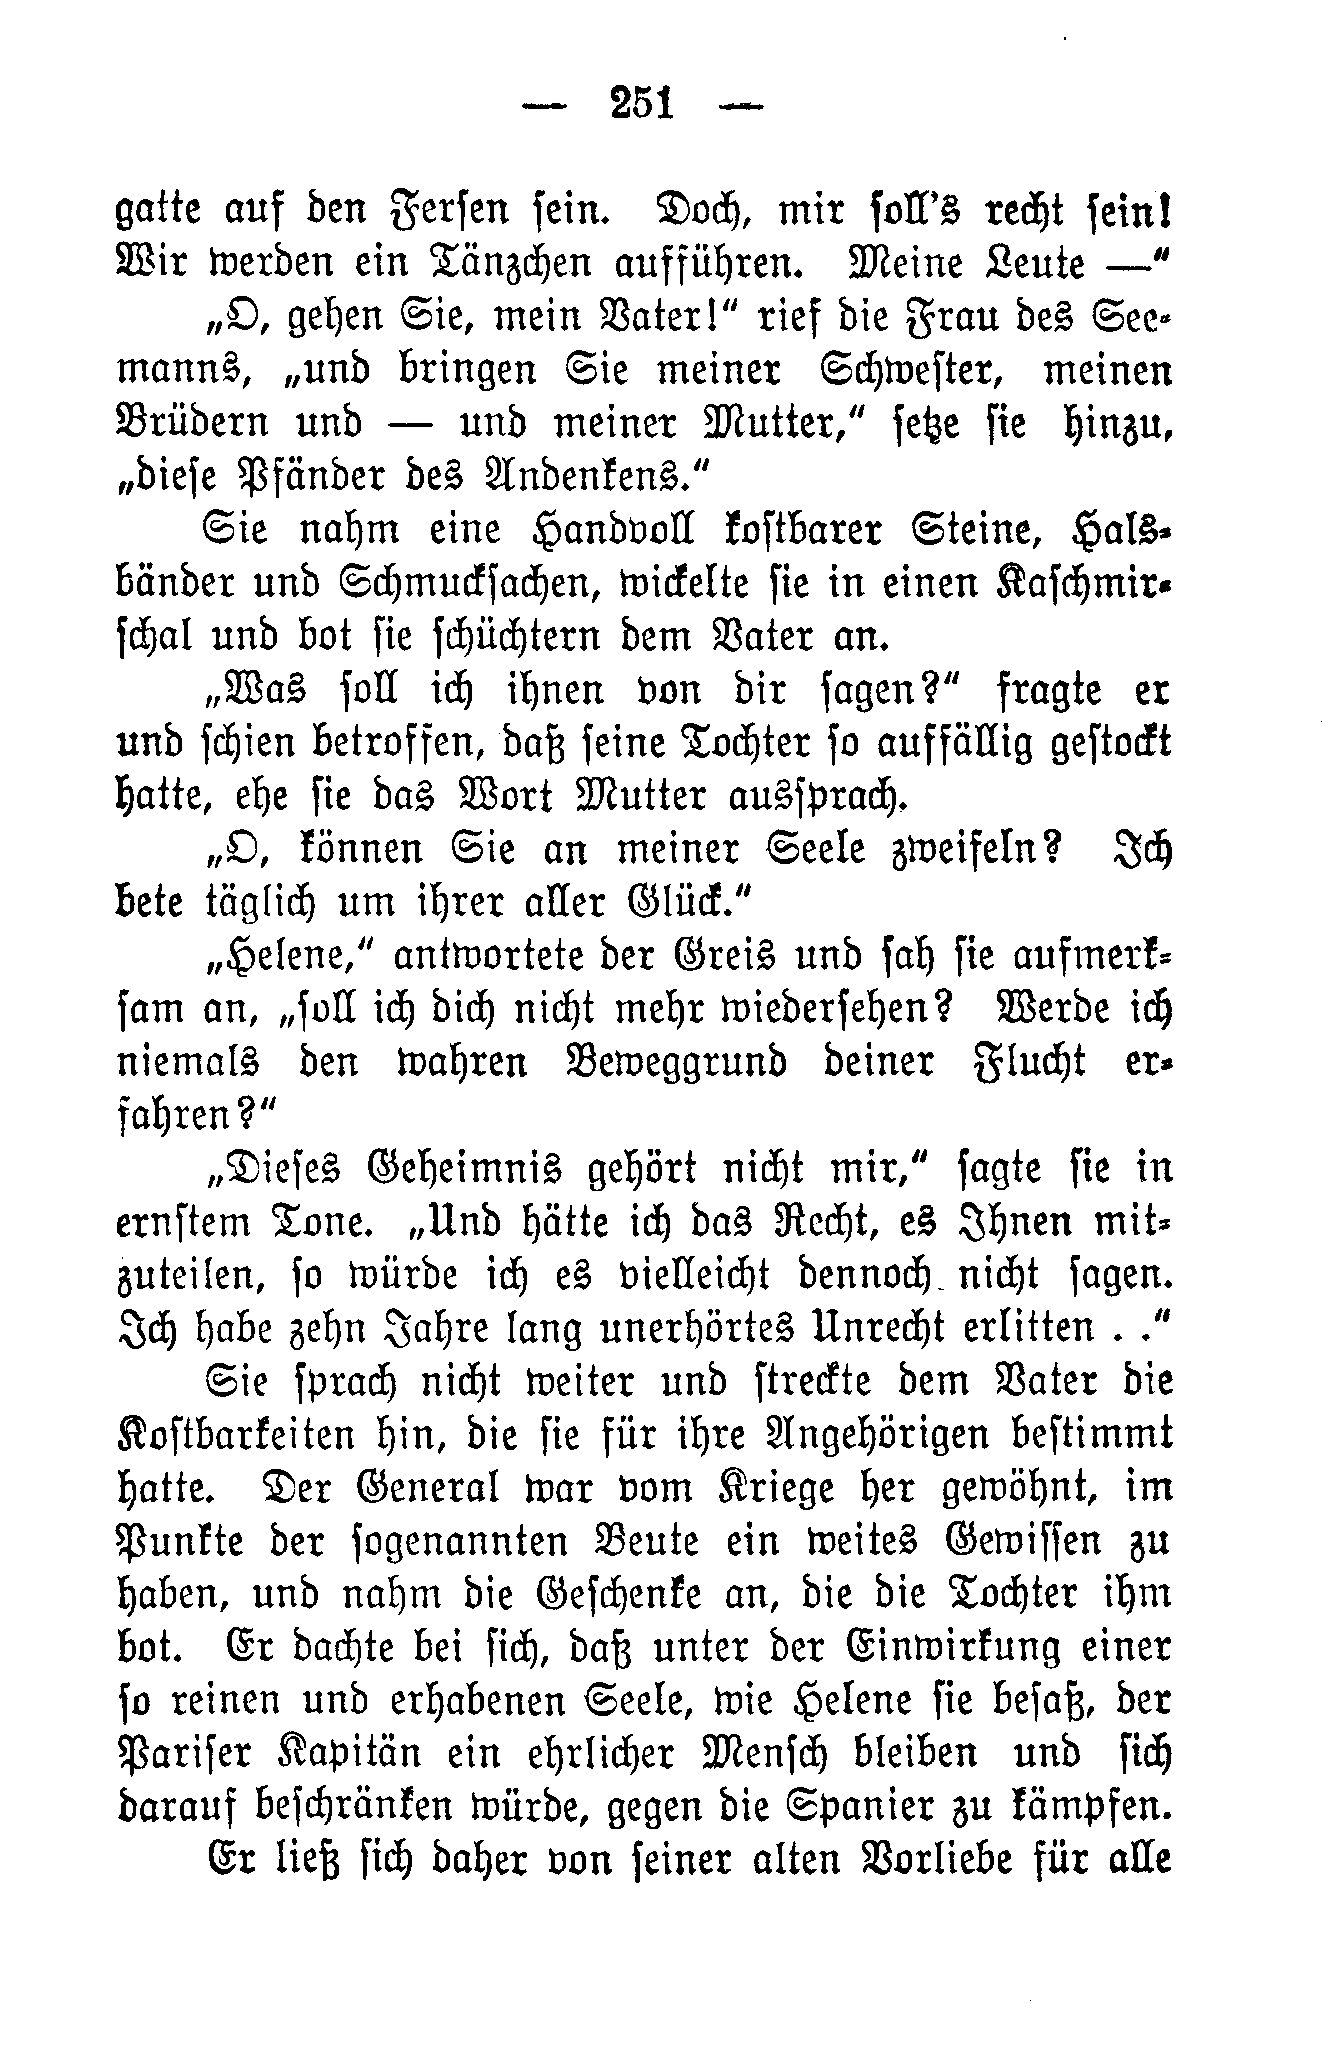 — 251 —
gatte auf den Fersen sein. Doch, mir soll's recht sein!
Wir werden ein Tänzchen aufführen. Meine Leute —“
„O, gehen Sie, mein Vater!“ rief die Frau des See-
manns, „und bringen Sie meiner Schwester, meinen
Brüdern und — und meiner Mutter,“ setze sie hinzu,
„diese Pfänder des Andenkens.“
Sie nahm eine Handvoll kostbarer Steine, Hals-
bänder und Schmucksachen, wickelte sie in einen Kaschmir-
schal und bot sie schüchtern dem Vater an.
„Was soll ich ihnen von dir sagen?“ fragte er
und schien betroffen, daß seine Tochter so auffällig gestockt
hatte, ehe sie das Wort Mutter aussprach.
„O, können Sie an meiner Seele zweifeln? Ich
bete täglich um ihrer aller Glück.“
„Helene,“ antwortete der Greis und sah sie aufmerk-
sam an, „soll ich dich nicht mehr wiedersehen? Werde ich
niemals den wahren Beweggrund deiner Flucht er-
fahren?“
„Dieses Geheimnis gehört nicht mir,“ sagte sie in
ernstem Tone. „Und hätte ich das Recht, es Ihnen mit-
zuteilen, so würde ich es vielleicht dennoch nicht sagen.
Ich habe zehn Jahre lang unerhörtes Unrecht erlitten . .“
Sie sprach nicht weiter und streckte dem Vater die
Kostbarkeiten hin, die sie für ihre Angehörigen bestimmt
hatte. Der General war vom Kriege her gewöhnt, im
Punkte der sogenannten Beute ein weites Gewissen zu
haben, und nahm die Geschenke an, die die Tochter ihm
bot. Er dachte bei sich, daß unter der Einwirkung einer
so reinen und erhabenen Seele, wie Helene sie besaß, der
Pariser Kapitän ein ehrlicher Mensch bleiben und sich
darauf beschränken würde, gegen die Spanier zu kämpfen.
Er ließ sich daher von seiner alten Vorliebe für alle